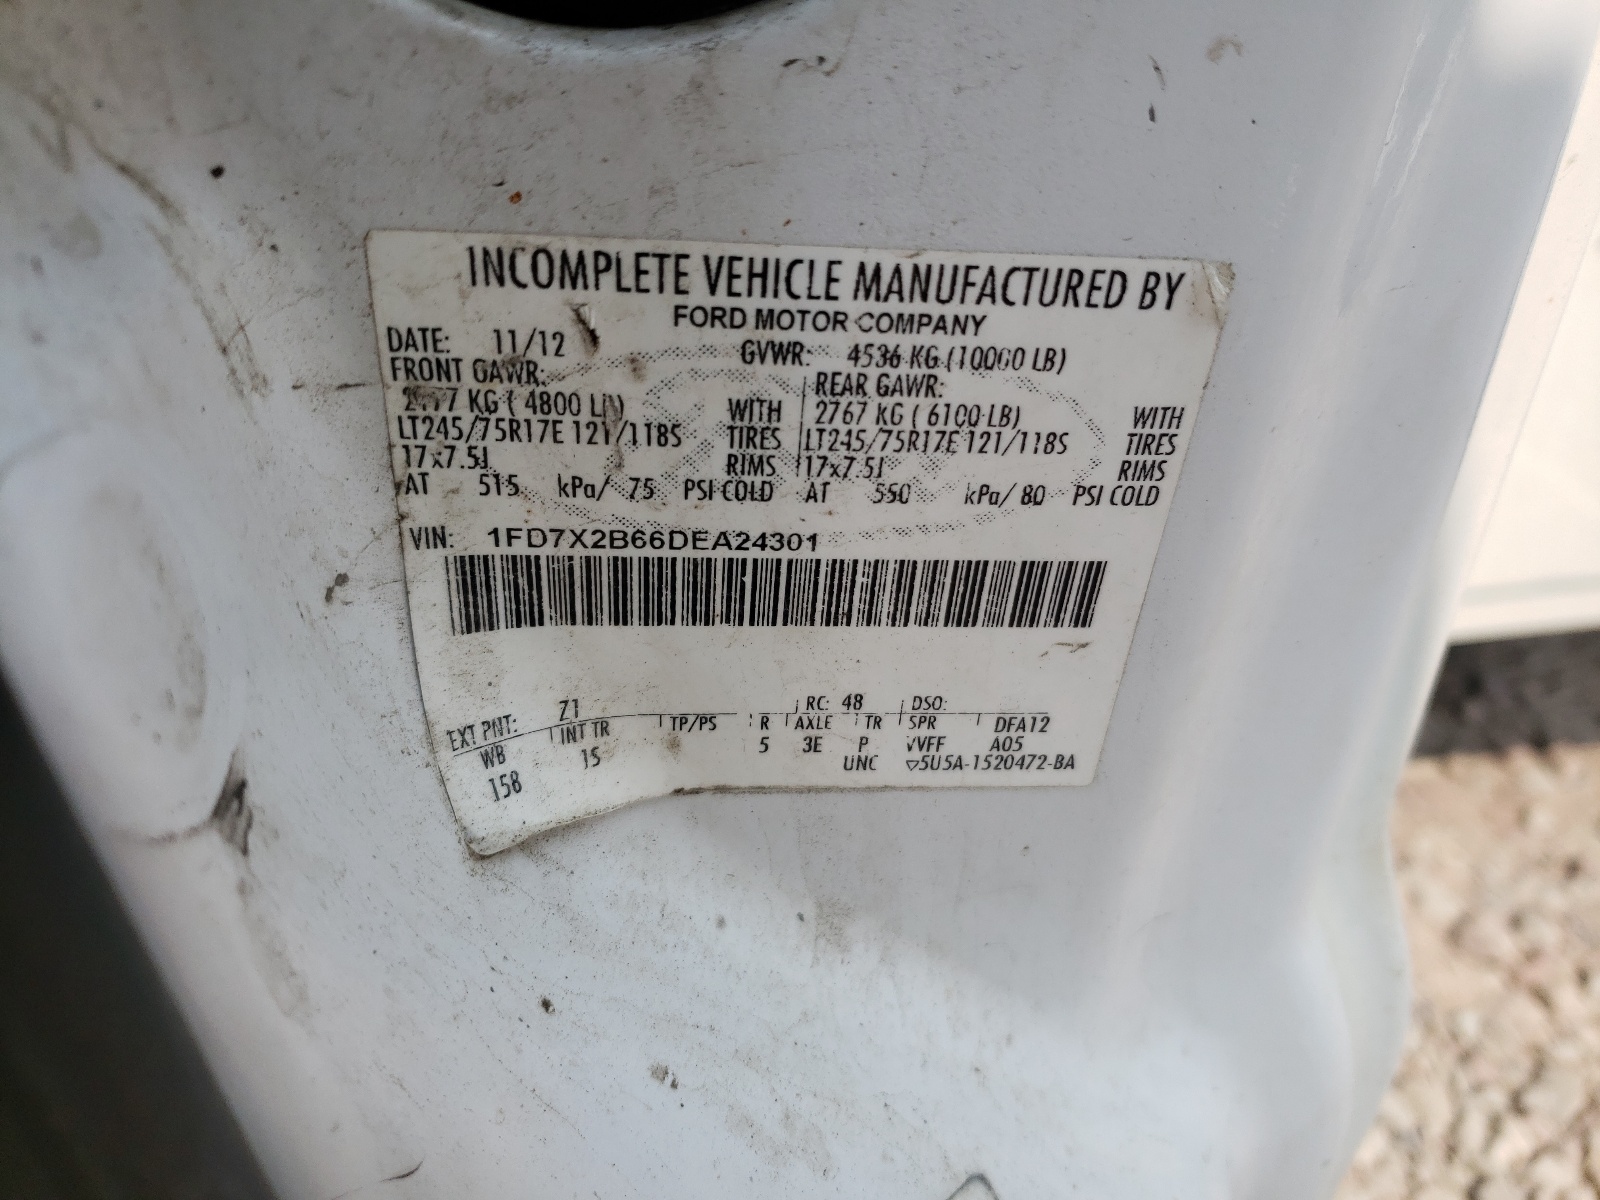 INCOMPLETE VEHICLE MANUFACTURED BY
FORD MOTOR COMPANY
DATE: 11/12 GVWR: 4536 KG (10000 LB)
FRONT GAWR: REAR GAWR:
KG ( 4800 WITH 2767 KG ( 6100 LB) WITH
LT245/75R17E 121/118S TIRES LT245/75R17E 121/118S TIRES
17x7.5J RIMS 17x7.5J RIMS
AT 515 kPa/ 75 PSI COLD AT 550 kPa/ 80 PSI COLD
VIN: 1FD7X2B66DEA24301
EXT PNT: Z1 RC: 48 DSO:
WB INT TR TP/PS R AXLE TR SPR DFA12
158 1S 5 3E P VVFF A05
UNC ▽5U5A-1520472-BA